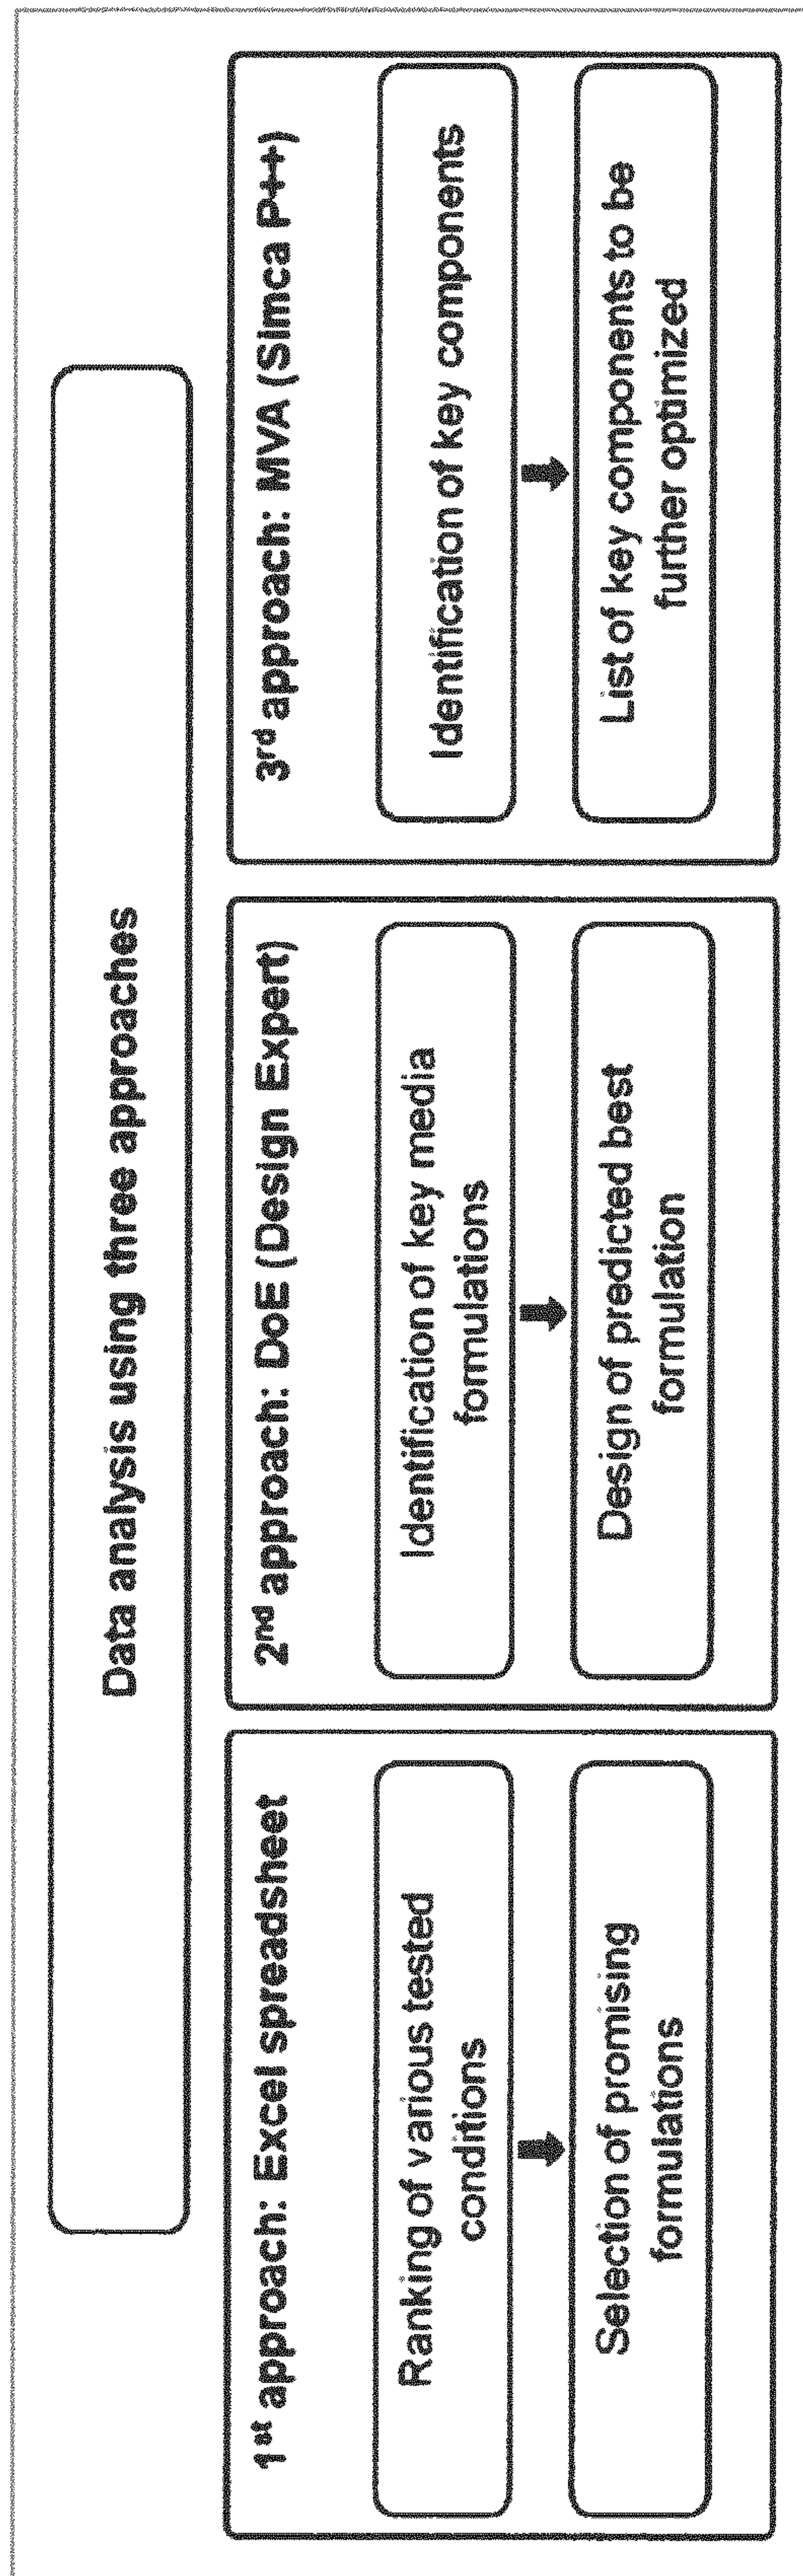 Data analysis using three approaches
1st approach: Excel spreadsheet
Ranking of various tested
conditions
Selection of promising
formulations
2nd approach: DoE (Design Expert)
Identification of key media
formulations
Design of predicted best
formulation
3rd approach: MVA (Simca P++)
Identification of key components
List of key components to be
further optimized